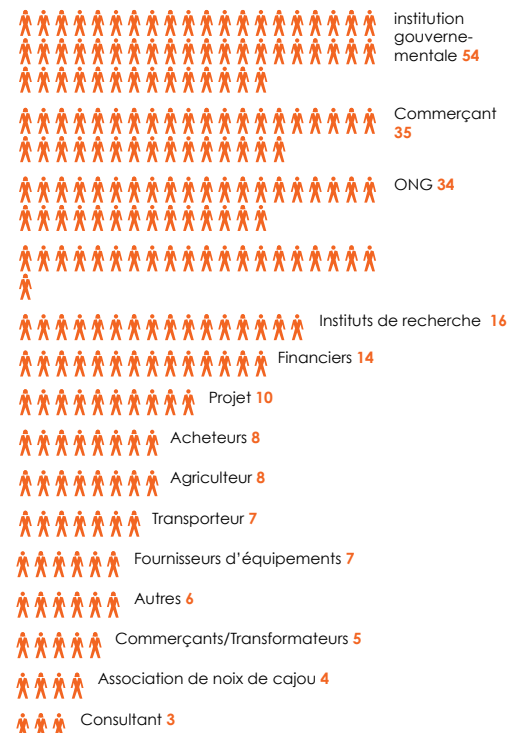 institution
gouverne-
mentale 54
Commerçant
35
ONG 34
Instituts de recherche 16
Financiers 14
Projet 10
Acheteurs 8
Agriculteur 8
Transporteur 7
Fournisseurs d’équipements 7
Autres 6
Commerçants/Transformateurs 5
Association de noix de cajou 4
Consultant 3